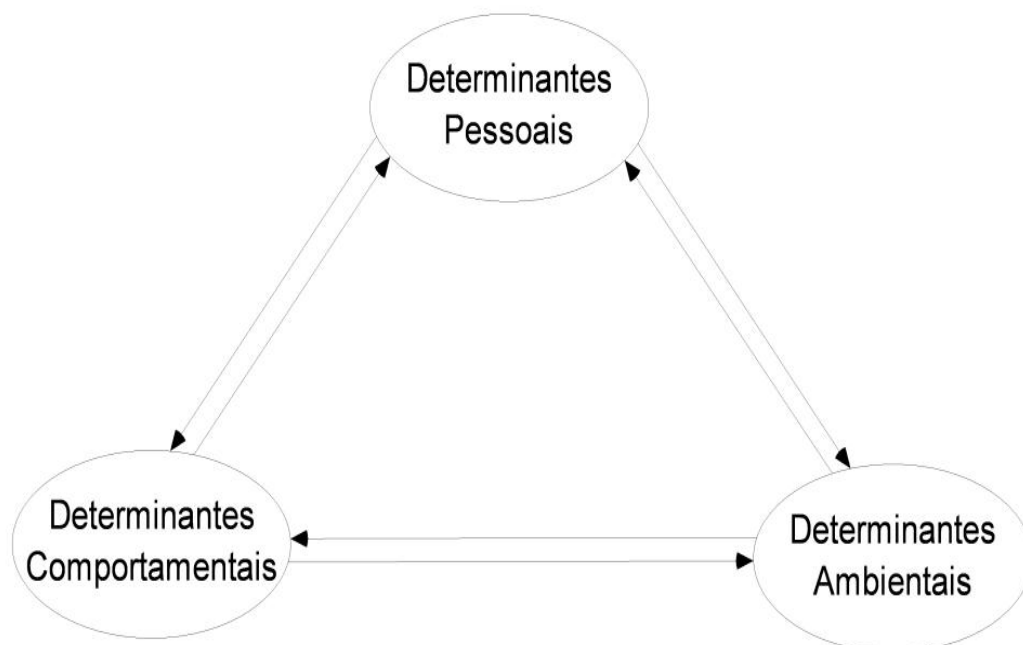 Determinantes
Pessoais
Determinantes
Comportamentais
Determinantes
Ambientais